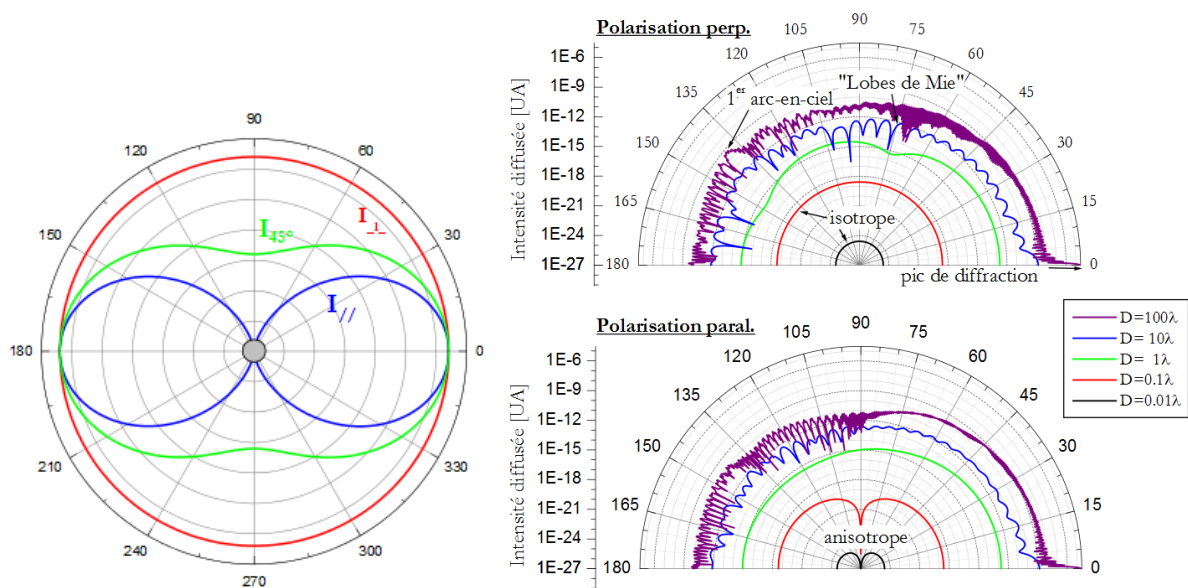 90
120
60
150
30
180
0
210
330
240
300
270
I_⊥_
I45°
I//
Polarisation perp.
Intensité diffusée [UA]
1E-6
1E-9
1E-12
1E-15
1E-18
1E-21
1E-24
1E-27
90
105
75
120
60
135
45
150
30
165
15
180
0
1er arc-en-ciel
"Lobes de Mie"
isotrope
pic de diffraction
Polarisation paral.
Intensité diffusée [UA]
1E-6
1E-9
1E-12
1E-15
1E-18
1E-21
1E-24
1E-27
90
105
75
120
60
135
45
150
30
165
15
180
0
anisotrope
D=100λ
D= 10λ
D= 1λ
D=0.1λ
D=0.01λ